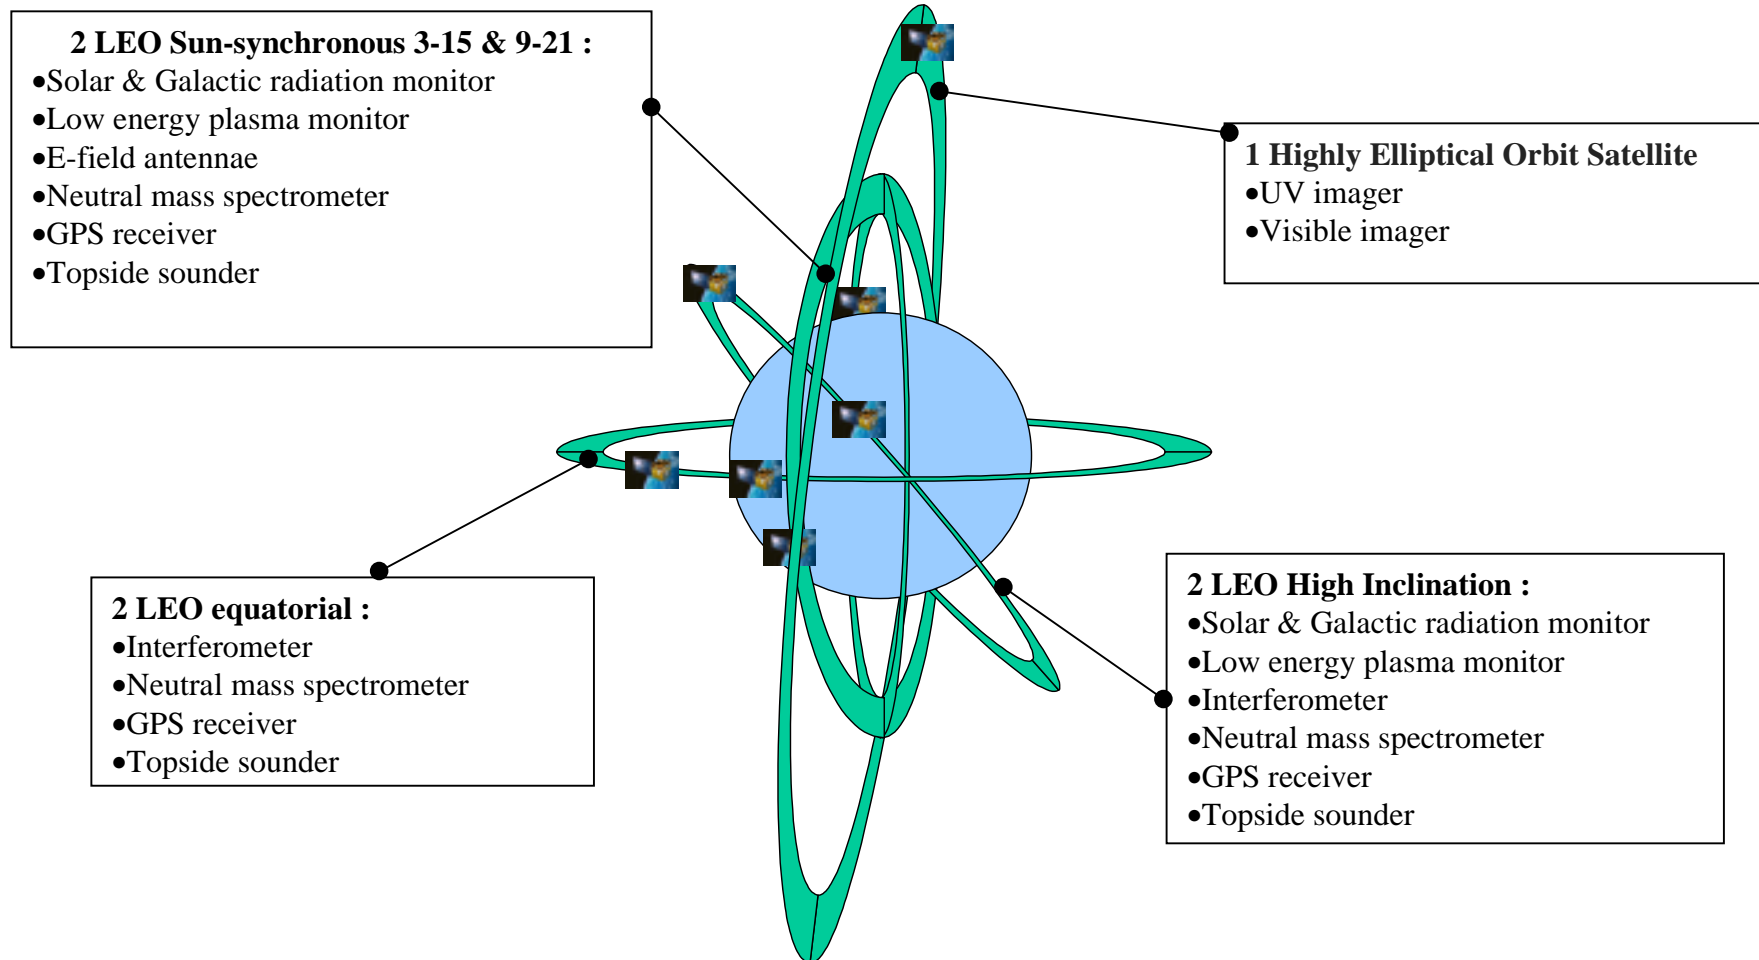 2 LEO Sun-synchronous 3-15 & 9-21 :
•Solar & Galactic radiation monitor
•Low energy plasma monitor
•E-field antennae
•Neutral mass spectrometer
•GPS receiver
•Topside sounder
1 Highly Elliptical Orbit Satellite
•UV imager
•Visible imager
2 LEO equatorial :
•Interferometer
•Neutral mass spectrometer
•GPS receiver
•Topside sounder
2 LEO High Inclination :
•Solar & Galactic radiation monitor
•Low energy plasma monitor
•Interferometer
•Neutral mass spectrometer
•GPS receiver
•Topside sounder